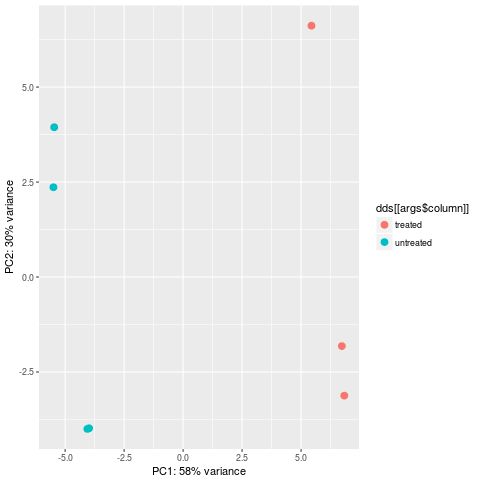 5.0
2.5
0.0
-2.5
PC2: 30% variance
-5.0 -2.5 0.0 2.5 5.0
PC1: 58% variance
dds[[args$column]]
treated
untreated